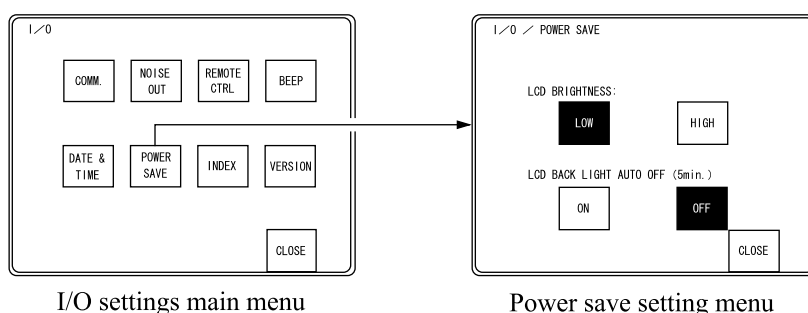 I/O
COMM.
NOISE
OUT
REMOTE
CTRL
BEEP
DATE &
TIME
POWER
SAVE
INDEX
VERSION
CLOSE
I/O settings main menu
I/O / POWER SAVE
LCD BRIGHTNESS:
LOW
HIGH
LCD BACK LIGHT AUTO OFF (5min.)
ON
OFF
CLOSE
Power save setting menu